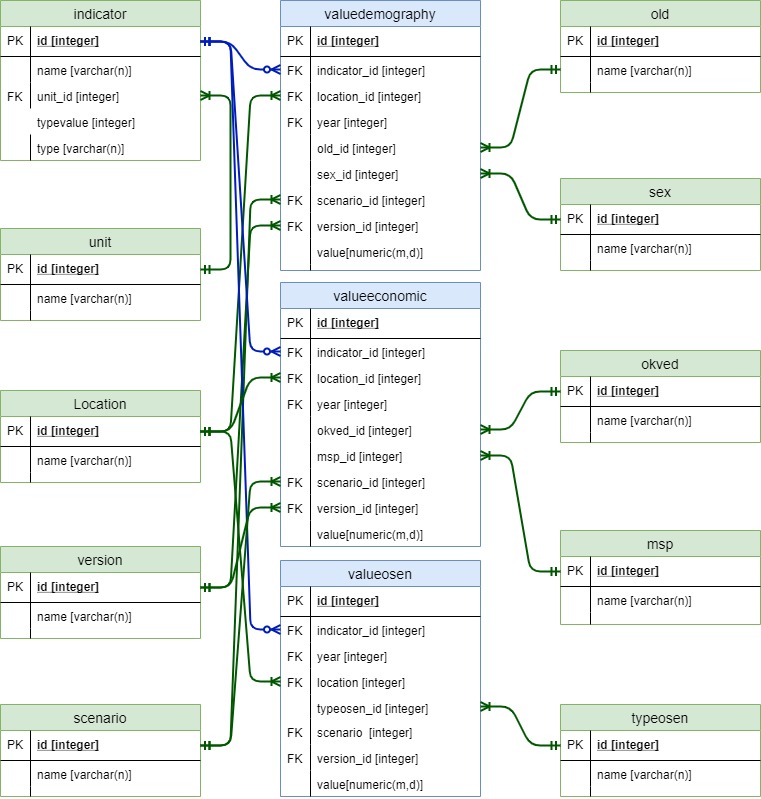 indicator
PK id [integer]
name [varchar(n)]
FK unit_id [integer]
typevalue [integer]
type [varchar(n)]
unit
PK id [integer]
name [varchar(n)]
Location
PK id [integer]
name [varchar(n)]
version
PK id [integer]
name [varchar(n)]
scenario
PK id [integer]
name [varchar(n)]
valuedemography
PK id [integer]
FK indicator_id [integer]
FK location_id [integer]
FK year [integer]
old_id [integer]
sex_id [integer]
FK scenario_id [integer]
FK version_id [integer]
value[numeric(m,d)]
valueeconomic
PK id [integer]
FK indicator_id [integer]
FK location_id [integer]
FK year [integer]
okved_id [integer]
msp_id [integer]
FK scenario_id [integer]
FK version_id [integer]
value[numeric(m,d)]
valueosen
PK id [integer]
FK indicator_id [integer]
FK year [integer]
FK location [integer]
typeosen_id [integer]
FK scenario [integer]
FK version_id [integer]
value[numeric(m,d)]
old
PK id [integer]
name [varchar(n)]
sex
PK id [integer]
name [varchar(n)]
okved
PK id [integer]
name [varchar(n)]
msp
PK id [integer]
name [varchar(n)]
typeosen
PK id [integer]
name [varchar(n)]